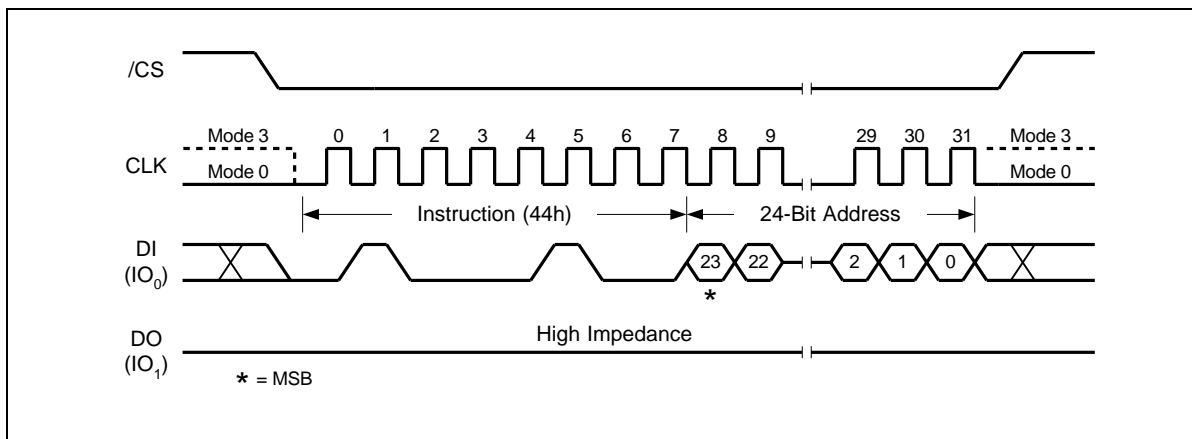 /CS
Mode 3 0 1 2 3 4 5 6 7 8 9 29 30 31 Mode 3
CLK
Mode 0 Mode 0
Instruction (44h) 24-Bit Address
DI
(IO0)
23 22 2 1 0
*
High Impedance
DO
(IO1)
* = MSB